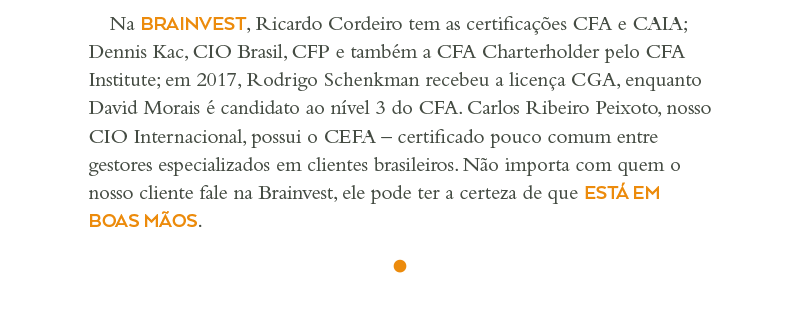 Na BRAINVEST, Ricardo Cordeiro tem as certificações CFA e CAIA;
Dennis Kac, CIO Brasil, CFP e também a CFA Charterholder pelo CFA
Institute; em 2017, Rodrigo Schenkman recebeu a licença CGA, enquanto
David Morais é candidato ao nível 3 do CFA. Carlos Ribeiro Peixoto, nosso
CIO Internacional, possui o CEFA – certificado pouco comum entre
gestores especializados em clientes brasileiros. Não importa com quem o
nosso cliente fale na Brainvest, ele pode ter a certeza de que ESTÁ EM
BOAS MÃOS.